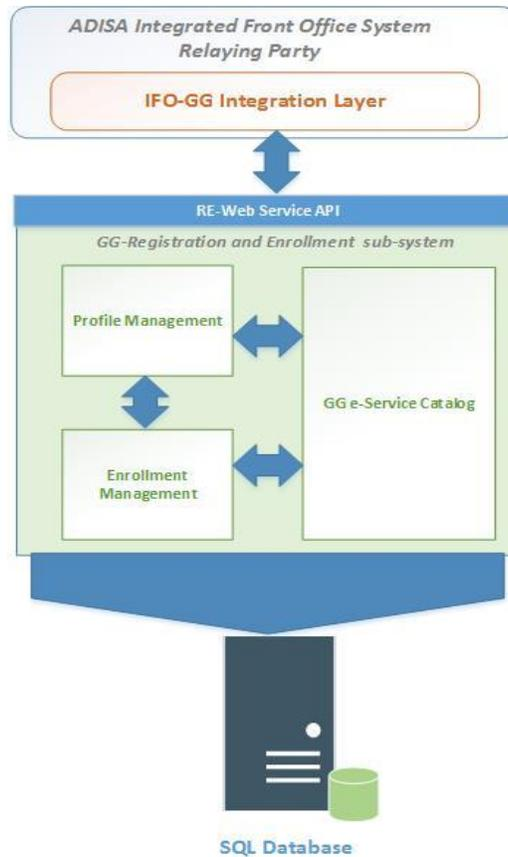 ADISA Integrated Front Office System
Relaying Party
IFO-GG Integration Layer
RE-Web Service API
GG-Registration and Enrollment sub-system
Profile Management
GG e-Service Catalog
Enrollment
Management
SQL Database